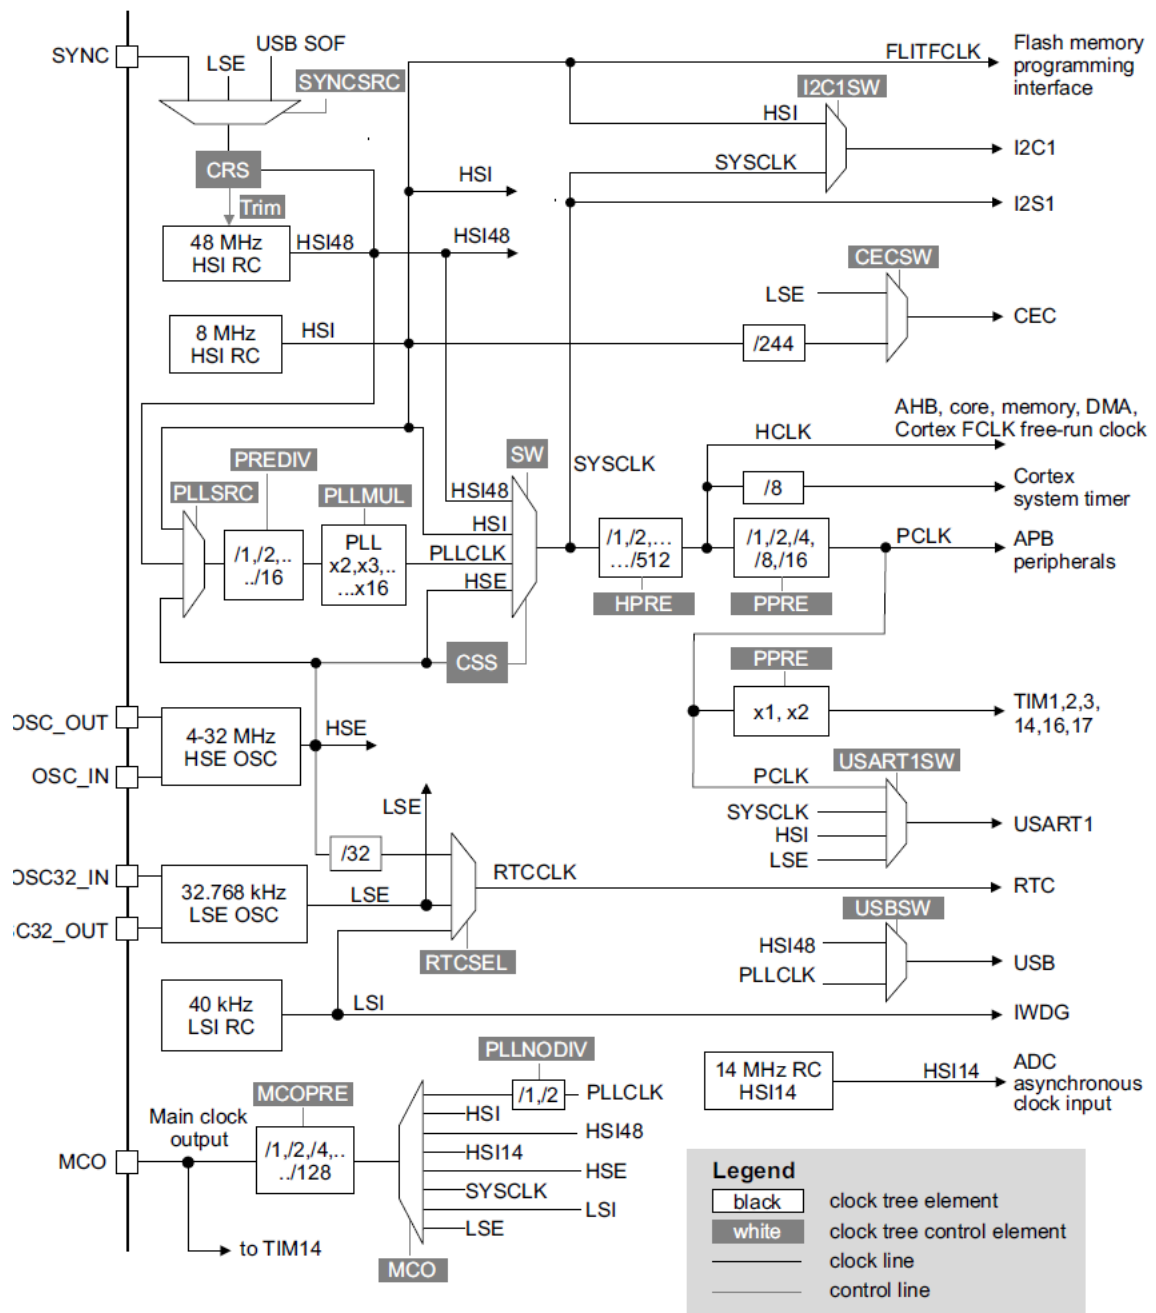 SYNC
LSE
USB SOF
SYNCSRC
CRS
Trim
48 MHz
HSI RC
HSI48
HSI
HSI48
8 MHz
HSI RC
HSI
FLITFCLK
Flash memory
programming
interface
I2C1SW
HSI
SYSCLK
I2C1
I2S1
CECSW
LSE
CEC
/244
AHB, core, memory, DMA,
Cortex FCLK free-run clock
HCLK
/8
Cortex
system timer
SW
SYSCLK
PREDIV
PLLSRC
PLLMUL
/1,/2,..
../16
PLL
x2,x3,..
...x16
HSI48
HSI
PLLCLK
HSE
/1,/2,...
.../512
HPRE
/1,/2,/4,
/8,/16
PPRE
PCLK
APB
peripherals
CSS
PPRE
x1, x2
TIM1,2,3,
14,16,17
OSC_OUT
OSC_IN
4-32 MHz
HSE OSC
HSE
PCLK
USART1SW
SYSCLK
HSI
LSE
USART1
LSE
/32
RTCCLK
RTC
OSC32_IN
SC32_OUT
32.768 kHz
LSE OSC
LSE
RTCSEL
USBSW
HSI48
PLLCLK
USB
40 kHz
LSI RC
LSI
IWDG
PLLNODIV
/1,/2
PLLCLK
14 MHz RC
HSI14
HSI14
ADC
asynchronous
clock input
MCO
Main clock
output
MCOPRE
/1,/2,/4,..
../128
HSI
HSI48
HSI14
HSE
SYSCLK
LSI
LSE
to TIM14
MCO
Legend
black
clock tree element
white
clock tree control element
clock line
control line